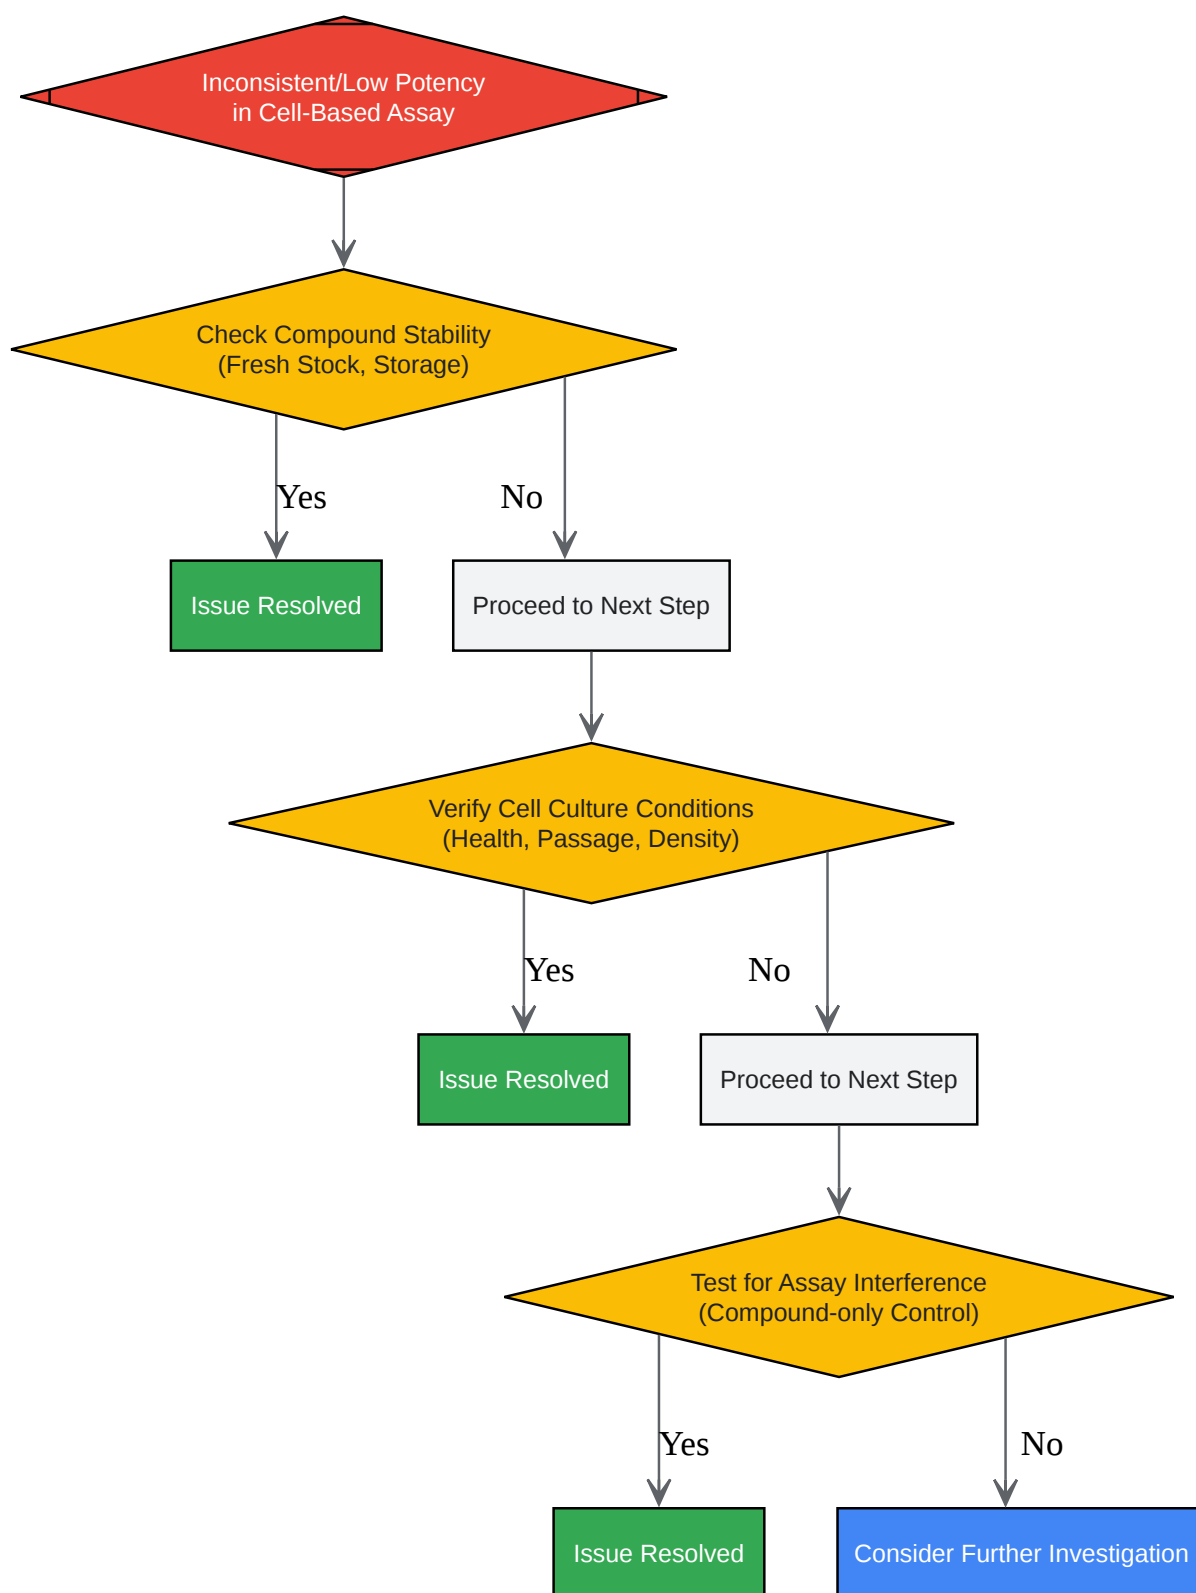 Inconsistent/Low Potency
in Cell-Based Assay
Check Compound Stability
(Fresh Stock, Storage)
Yes
No
Issue Resolved
Proceed to Next Step
Verify Cell Culture Conditions
(Health, Passage, Density)
Yes
No
Issue Resolved
Proceed to Next Step
Test for Assay Interference
(Compound-only Control)
Yes
No
Issue Resolved
Consider Further Investigation